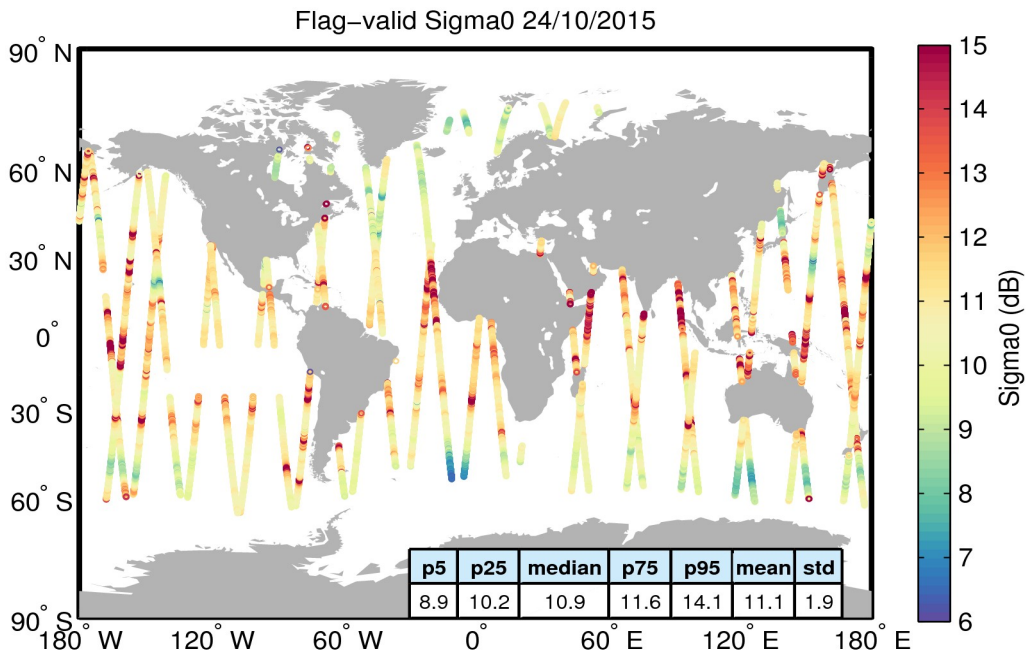 Flag−valid Sigma0 24/10/2015
90° N
60° N
30° N
0°
30° S
60° S
90° S
180° W
120° W
60° W
0°
60° E
120° E
180° E
15
14
13
12
11
10
9
8
7
6
Sigma0 (dB)
p5 p25 median p75 p95 mean std
8.9 10.2 10.9 11.6 14.1 11.1 1.9